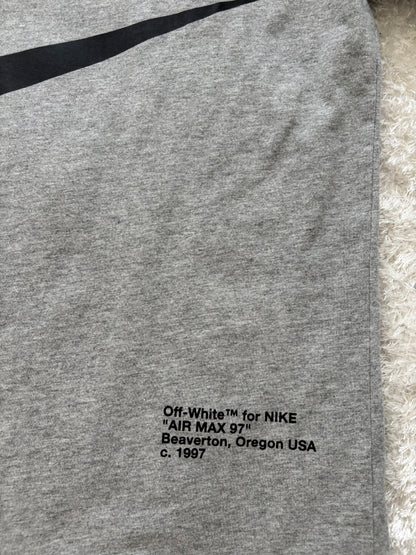 Off-White™ for NIKE
"AIR MAX 97"
Beaverton, Oregon USA
c. 1997